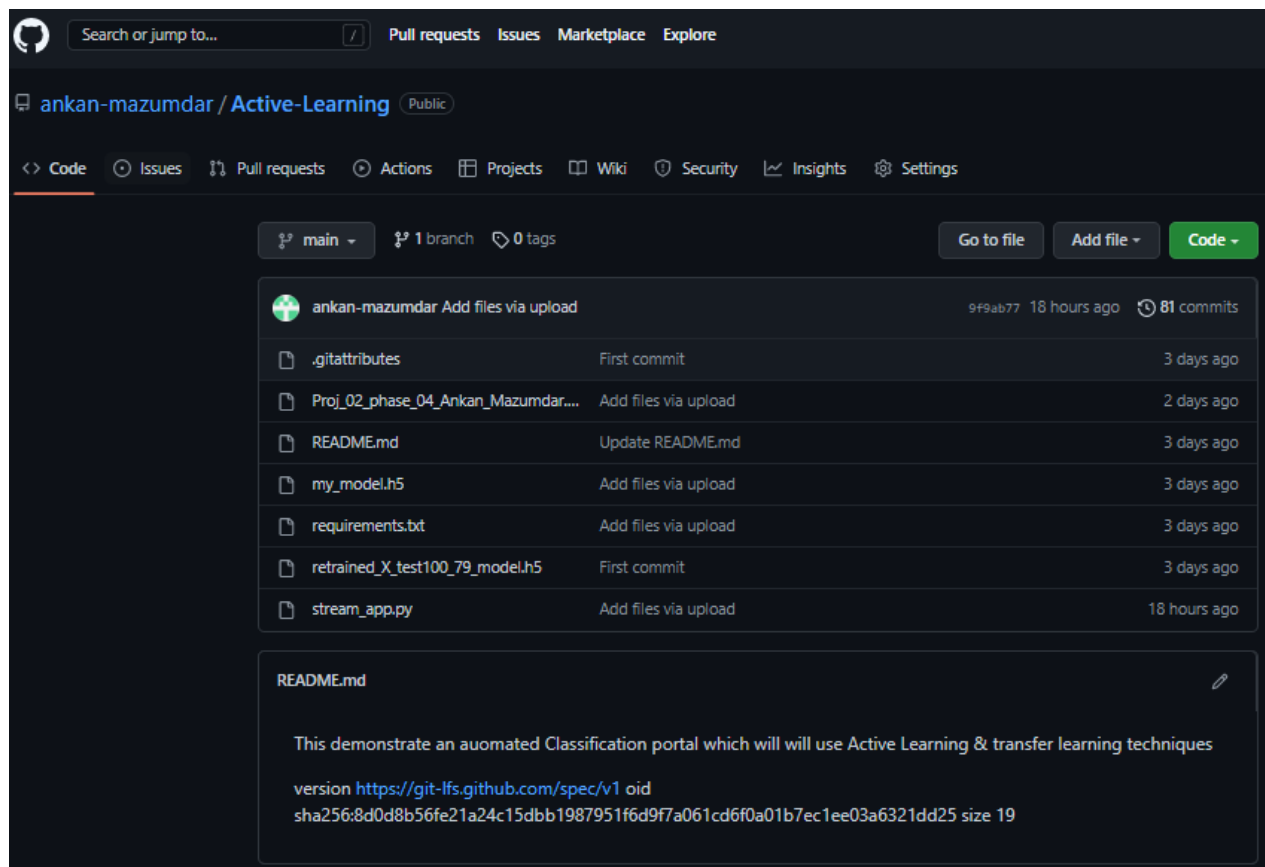 Search or jump to... / Pull requests Issues Marketplace Explore
ankan-mazumdar / Active-Learning Public
<> Code Issues Pull requests Actions Projects Wiki Security Insights Settings
main 1 branch 0 tags Go to file Add file Code
ankan-mazumdar Add files via upload 9f9ab77 18 hours ago 81 commits
.gitattributes First commit 3 days ago
Proj_02_phase_04_Ankan_Mazumdar.... Add files via upload 2 days ago
README.md Update README.md 3 days ago
my_model.h5 Add files via upload 3 days ago
requirements.txt Add files via upload 3 days ago
retrained_X_test100_79_model.h5 First commit 3 days ago
stream_app.py Add files via upload 18 hours ago
README.md
This demonstrate an auomated Classification portal which will will use Active Learning & transfer learning techniques
version https://git-lfs.github.com/spec/v1 oid
sha256:8d0d8b56fe21a24c15dbb1987951f6d9f7a061cd6f0a01b7ec1ee03a6321dd25 size 19